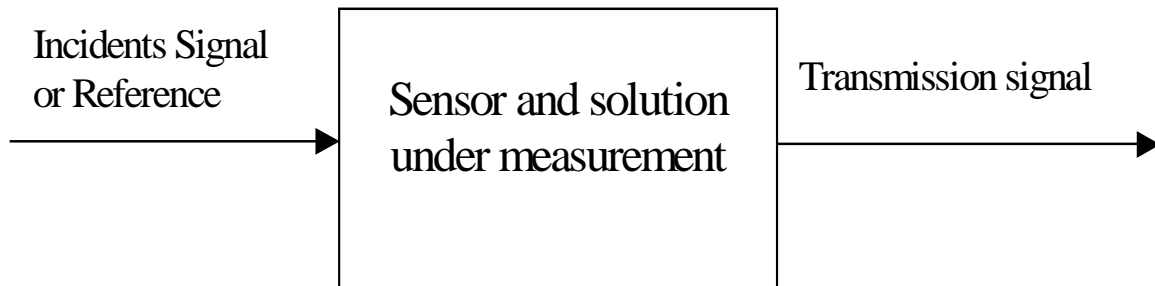 Incidents Signal
or Reference
Sensor and solution
under measurement
Transmission signal